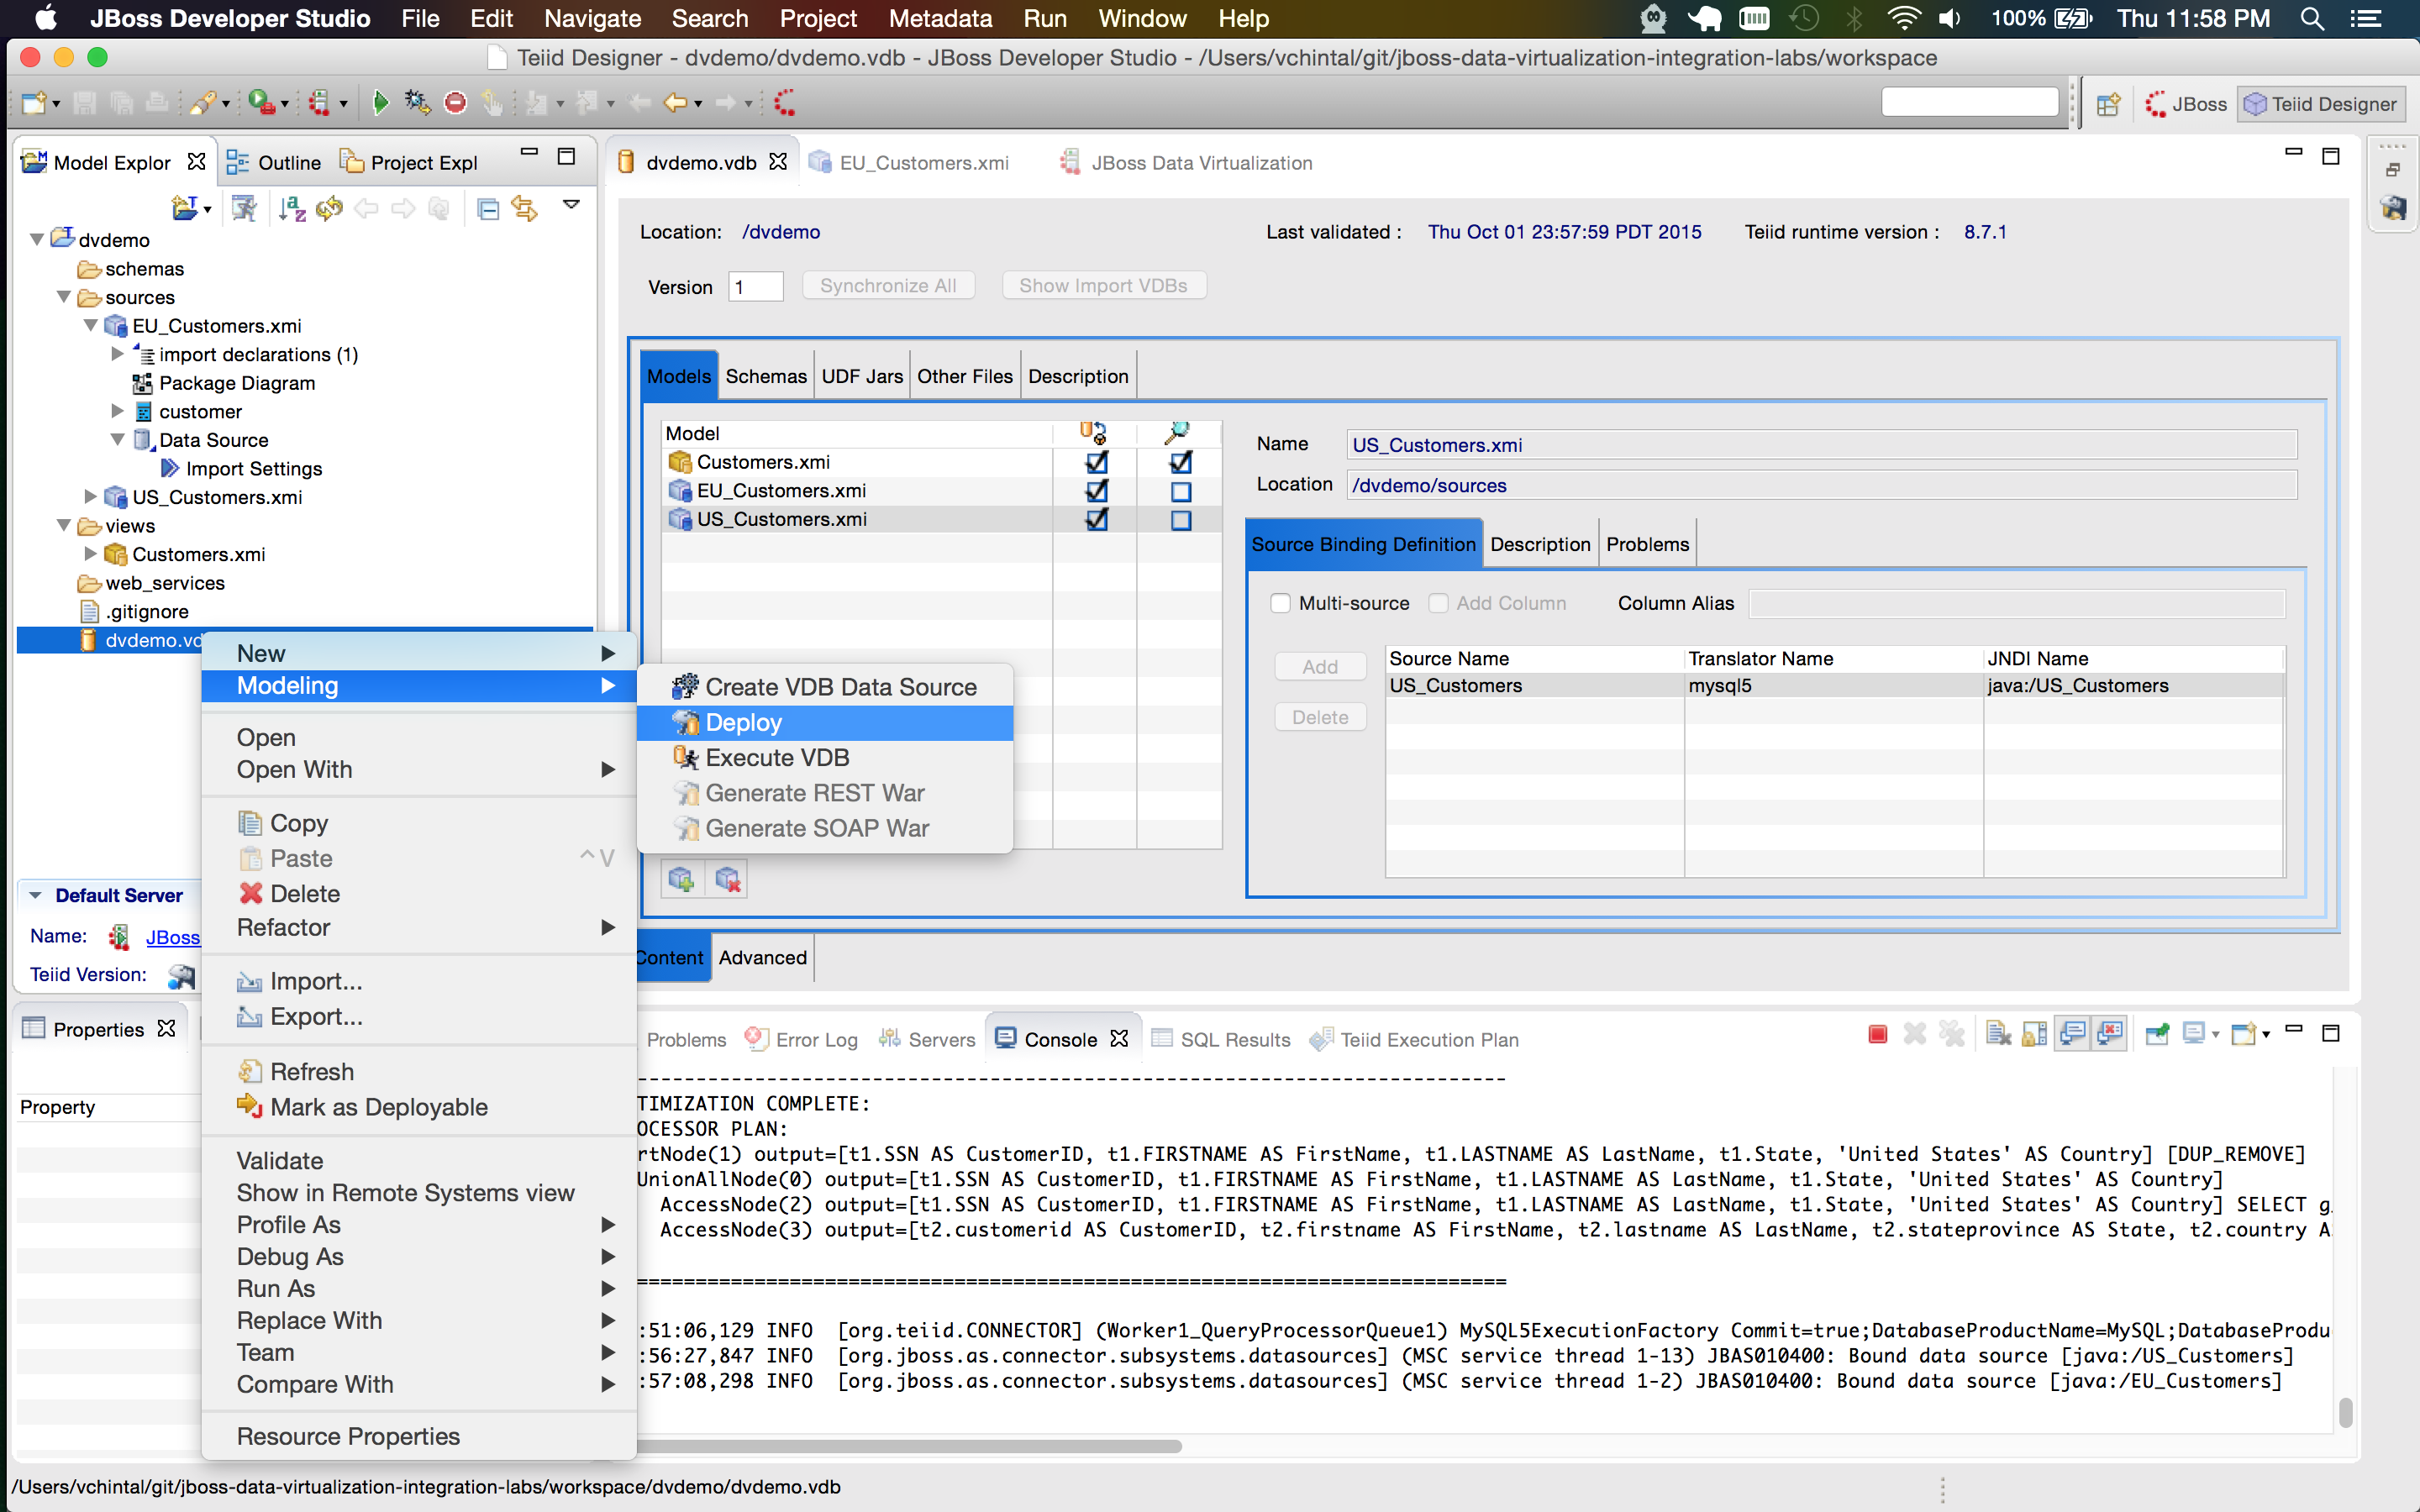 JBoss Developer Studio File Edit Navigate Search Project Metadata Run Window Help 100% Thu 11:58 PM
Teiid Designer - dvdemo/dvdemo.vdb - JBoss Developer Studio - /Users/vchintal/git/jboss-data-virtualization-integration-labs/workspace
JBoss Teiid Designer
Model Explor Outline Project Expl
dvdemo
schemas
sources
EU_Customers.xmi
import declarations (1)
Package Diagram
customer
Data Source
Import Settings
US_Customers.xmi
views
Customers.xmi
web_services
.gitignore
dvdemo.vd
Default Server
Name: JBoss
Teiid Version:
Properties
Property
New
Modeling
Open
Open With
Copy
Paste ^V
Delete
Refactor
Import...
Export...
Refresh
Mark as Deployable
Validate
Show in Remote Systems view
Profile As
Debug As
Run As
Replace With
Team
Compare With
Resource Properties
Create VDB Data Source
Deploy
Execute VDB
Generate REST War
Generate SOAP War
dvdemo.vdb EU_Customers.xmi JBoss Data Virtualization
Location: /dvdemo Last validated : Thu Oct 01 23:57:59 PDT 2015 Teiid runtime version : 8.7.1
Version 1 Synchronize All Show Import VDBs
Models Schemas UDF Jars Other Files Description
Model
Customers.xmi
EU_Customers.xmi
US_Customers.xmi
Name US_Customers.xmi
Location /dvdemo/sources
Source Binding Definition Description Problems
Multi-source Add Column Column Alias
Add
Delete
Source Name Translator Name JNDI Name
US_Customers mysql5 java:/US_Customers
Content Advanced
Problems Error Log Servers Console SQL Results Teiid Execution Plan
---------------------------------------------------------------------------
TIMIZATION COMPLETE:
OCESSOR PLAN:
rtNode(1) output=[t1.SSN AS CustomerID, t1.FIRSTNAME AS FirstName, t1.LASTNAME AS LastName, t1.State, 'United States' AS Country] [DUP_REMOVE]
UnionAllNode(0) output=[t1.SSN AS CustomerID, t1.FIRSTNAME AS FirstName, t1.LASTNAME AS LastName, t1.State, 'United States' AS Country]
AccessNode(2) output=[t1.SSN AS CustomerID, t1.FIRSTNAME AS FirstName, t1.LASTNAME AS LastName, t1.State, 'United States' AS Country] SELECT g_
AccessNode(3) output=[t2.customerid AS CustomerID, t2.firstname AS FirstName, t2.lastname AS LastName, t2.stateprovince AS State, t2.country A
===========================================================================
:51:06,129 INFO [org.teiid.CONNECTOR] (Worker1_QueryProcessorQueue1) MySQL5ExecutionFactory Commit=true;DatabaseProductName=MySQL;DatabaseProdu
:56:27,847 INFO [org.jboss.as.connector.subsystems.datasources] (MSC service thread 1-13) JBAS010400: Bound data source [java:/US_Customers]
:57:08,298 INFO [org.jboss.as.connector.subsystems.datasources] (MSC service thread 1-2) JBAS010400: Bound data source [java:/EU_Customers]
/Users/vchintal/git/jboss-data-virtualization-integration-labs/workspace/dvdemo/dvdemo.vdb